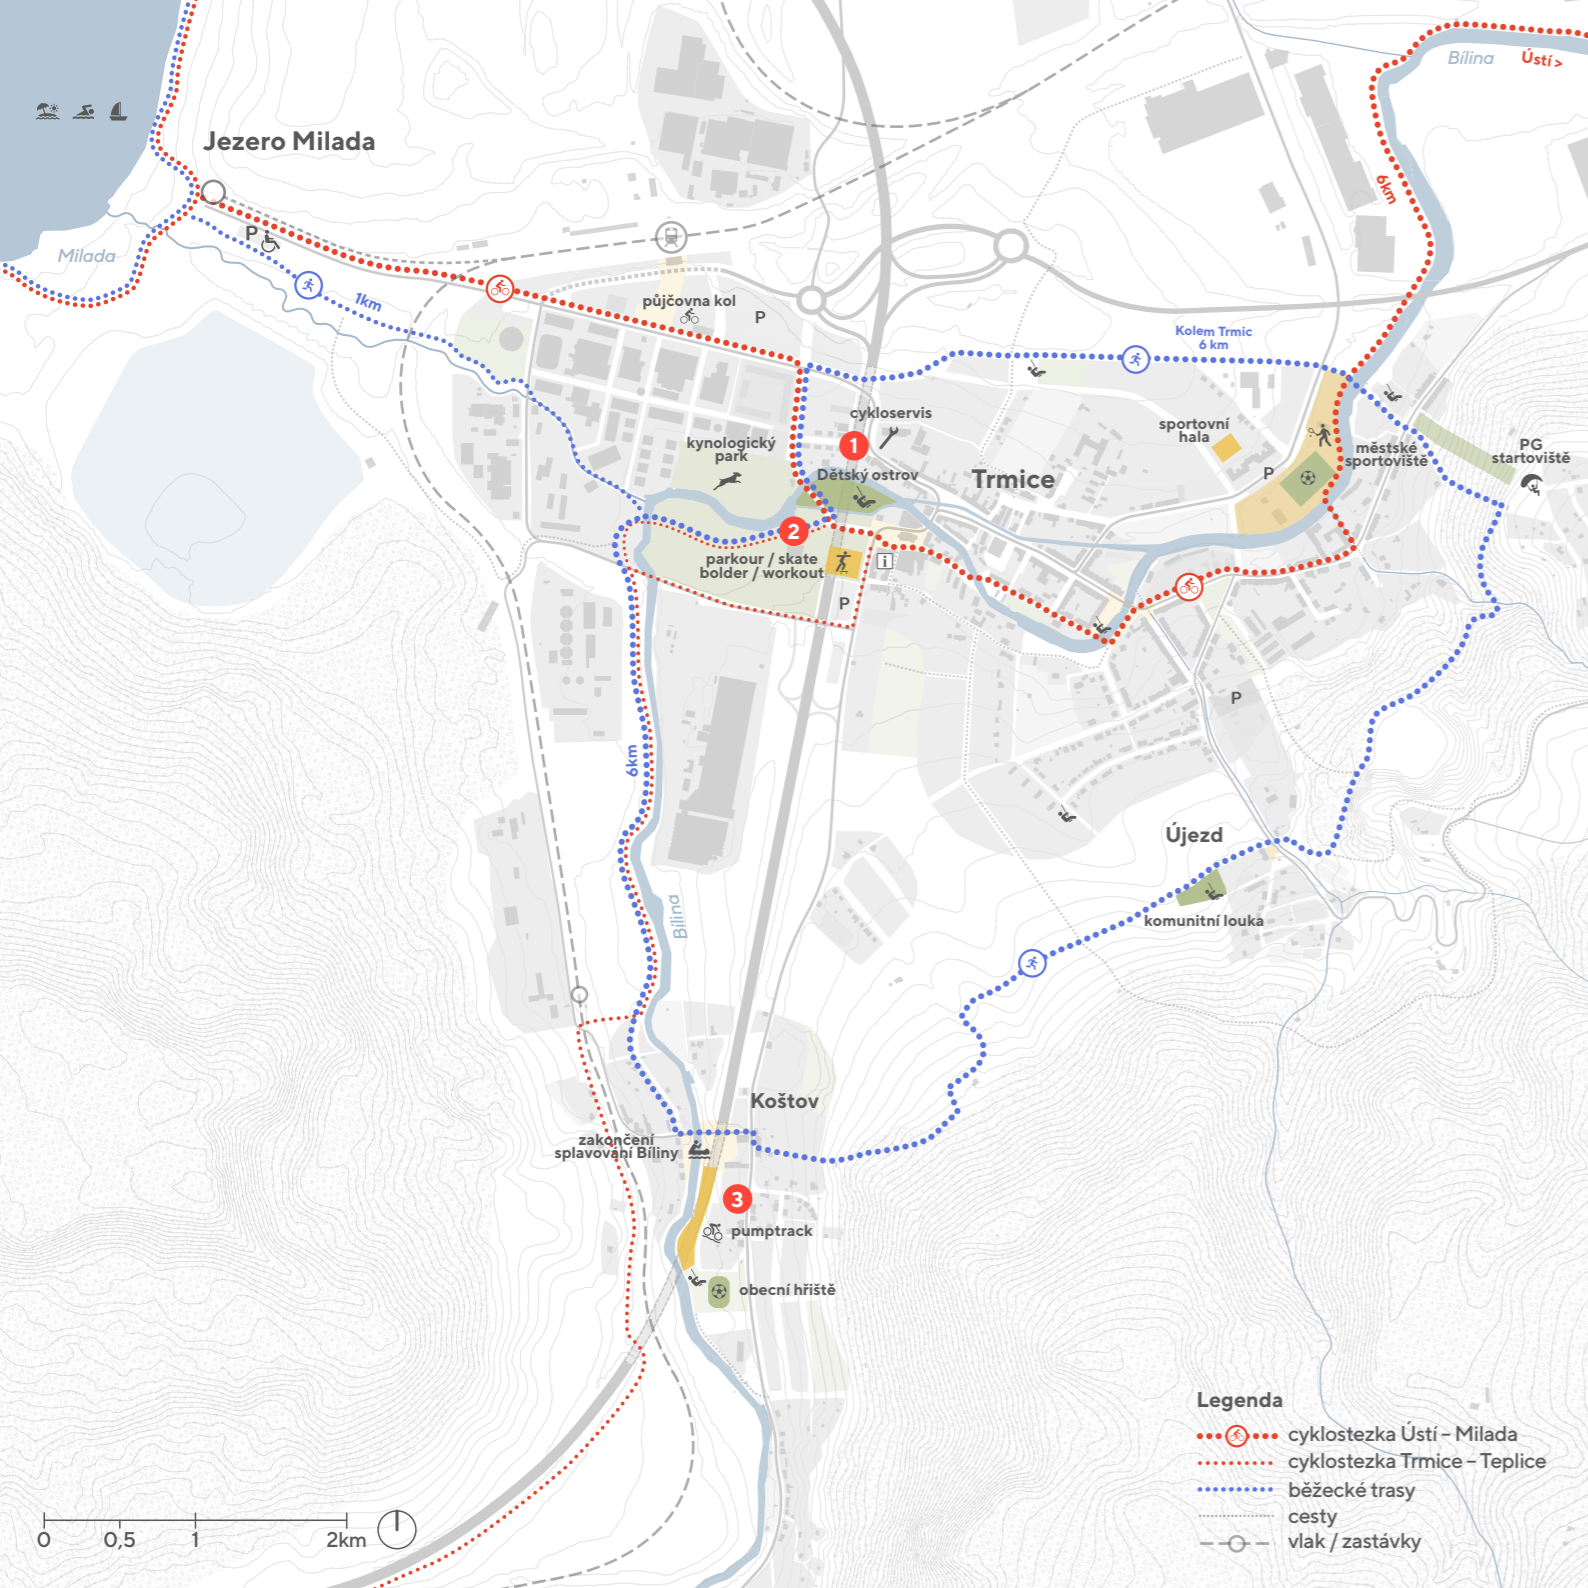 Bílina
Ústí >
Jezero Milada
6km
P
Milada
1km
půjčovna kol
P
Kolem Trmic
6 km
cykloservis
1
kynologický
park
sportovní
hala
městské
sportoviště
PG
startoviště
Dětský ostrov
Trmice
P
2
parkour / skate
bolder / workout
i
P
P
6km
Újezd
komunitní louka
Bílina
Koštov
zakončení
splavování Bíliny
3
pumptrack
obecní hřiště
Legenda
cyklostezka Ústí – Milada
cyklostezka Trmice – Teplice
běžecké trasy
cesty
vlak / zastávky
0 0,5 1 2km